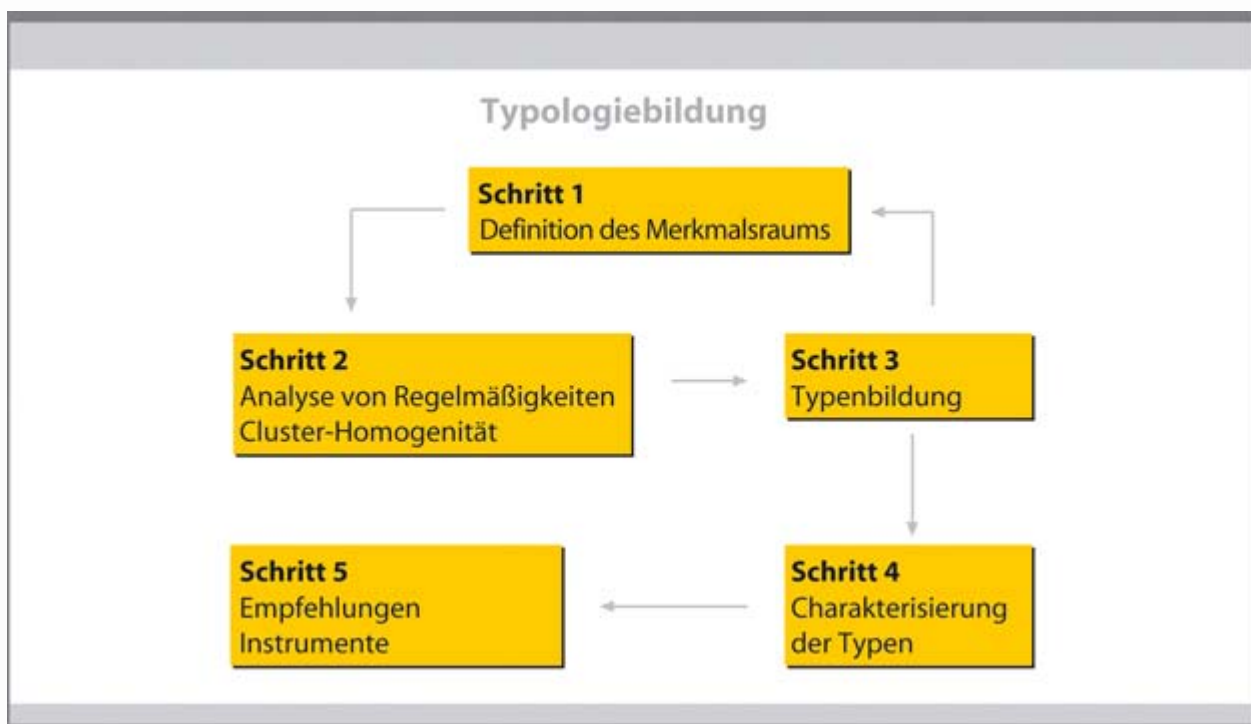 Typologiebildung
Schritt 1
Definition des Merkmalsraums
Schritt 2
Analyse von Regelmäßigkeiten
Cluster-Homogenität
Schritt 3
Typenbildung
Schritt 4
Charakterisierung
der Typen
Schritt 5
Empfehlungen
Instrumente